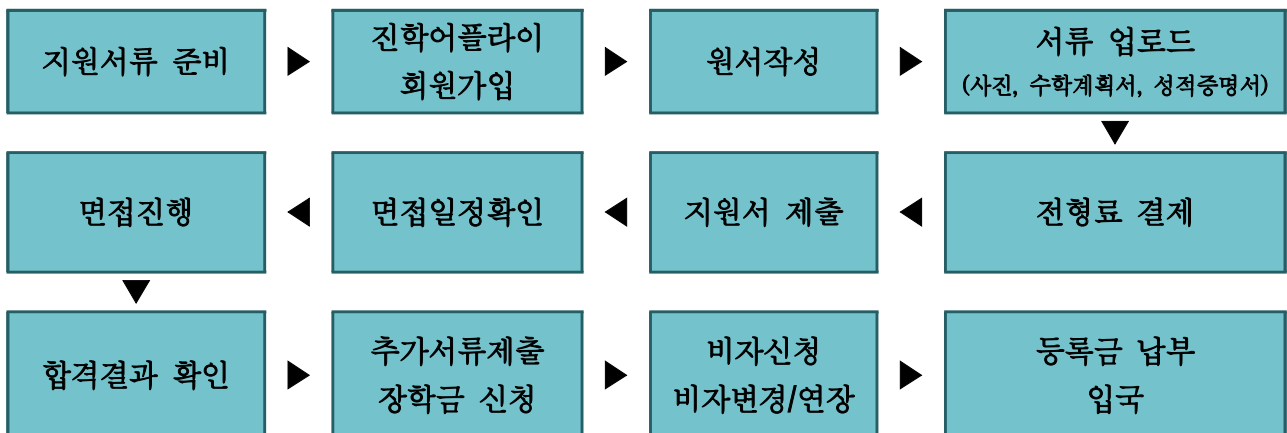 지원서류 준비
진학어플라이
회원가입
원서작성
서류 업로드
(사진, 수학계획서, 성적증명서)
전형료 결제
지원서 제출
면접일정확인
면접진행
합격결과 확인
추가서류제출
장학금 신청
비자신청
비자변경/연장
등록금 납부
입국